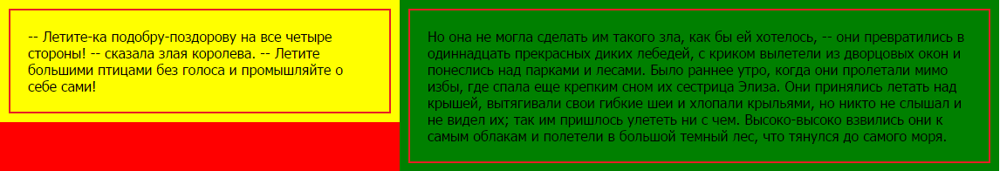 -- Летите-ка подобру-поздорову на все четыре
стороны! -- сказала злая королева. -- Летите
большими птицами без голоса и промышляйте о
себе сами!
Но она не могла сделать им такого зла, как бы ей хотелось, -- они превратились в
одиннадцать прекрасных диких лебедей, с криком вылетели из дворцовых окон и
понеслись над парками и лесами. Было раннее утро, когда они пролетали мимо
избы, где спала еще крепким сном их сестрица Элиза. Они принялись летать над
крышей, вытягивали свои гибкие шеи и хлопали крыльями, но никто не слышал и
не видел их; так им пришлось улететь ни с чем. Высоко-высоко взвились они к
самым облакам и полетели в большой темный лес, что тянулся до самого моря.